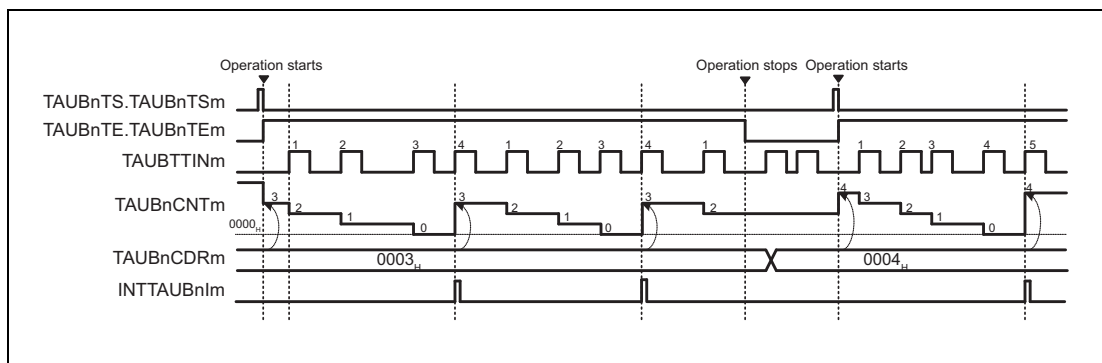 Operation starts Operation stops Operation starts
TAUBnTS.TAUBnTSm
TAUBnTE.TAUBnTEm
TAUBTTINm 1 2 3 4 1 2 3 4 1 1 2 3 4 5
TAUBnCNTm 3 2 1 0 3 2 1 0 3 2 4 3 2 1 0 4
0000H
TAUBnCDRm 0003H 0004H
INTTAUBnIm